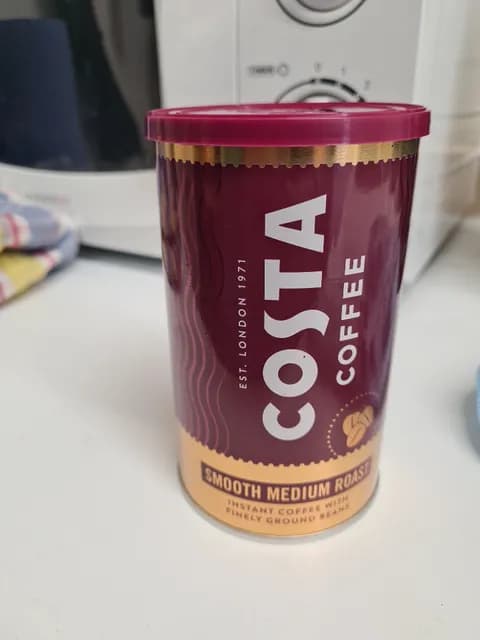 COSTA
COFFEE
EST. LONDON 1971
SMOOTH MEDIUM ROAST
INSTANT COFFEE WITH
FINELY GROUND BEANS